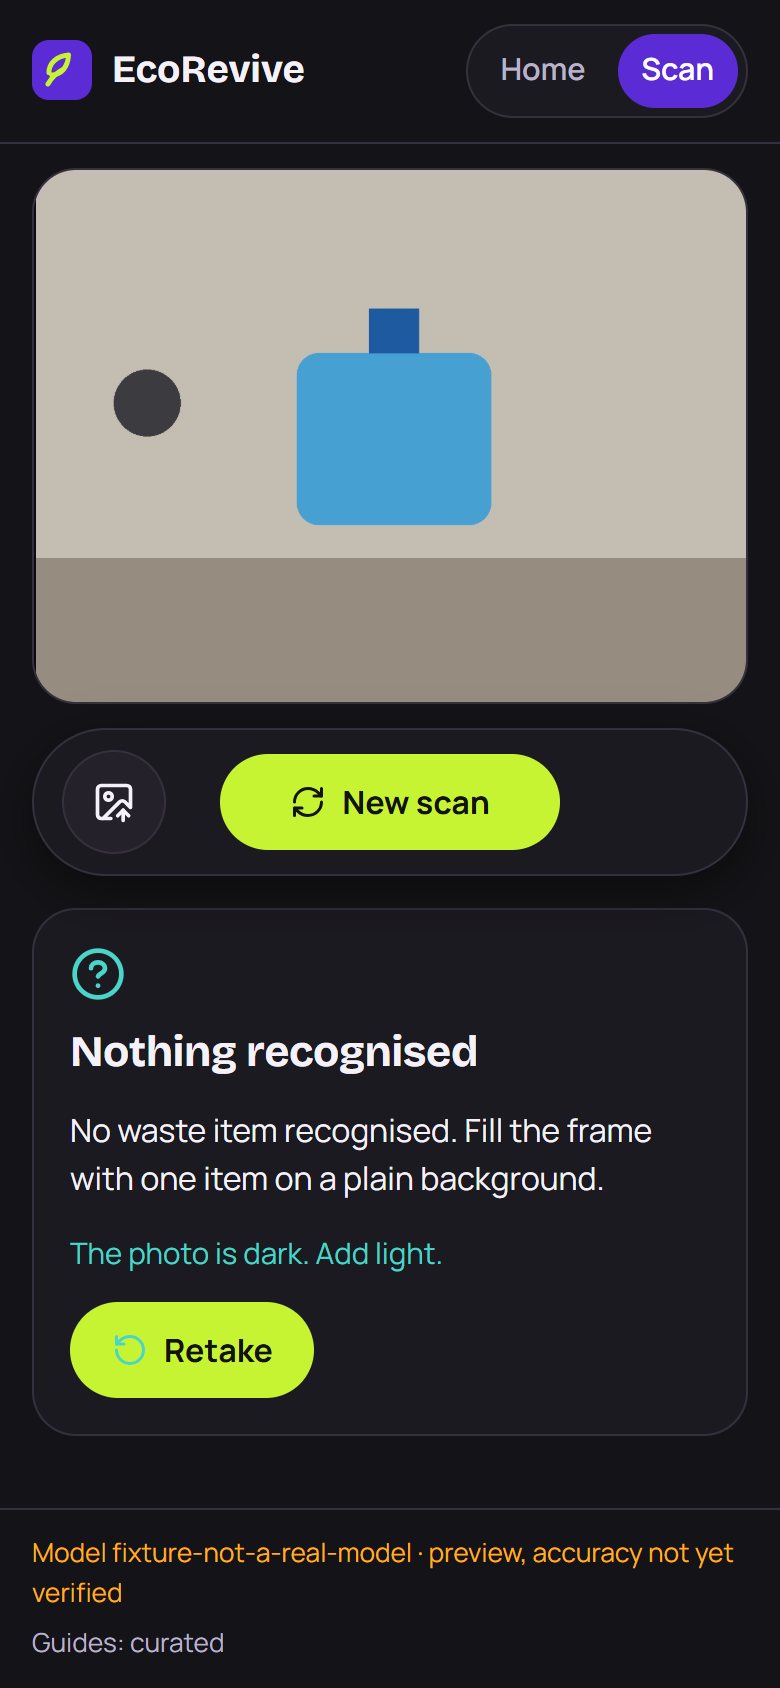 EcoRevive
Home
Scan
New scan
Nothing recognised
No waste item recognised. Fill the frame
with one item on a plain background.
The photo is dark. Add light.
Retake
Model fixture-not-a-real-model · preview, accuracy not yet
verified
Guides: curated